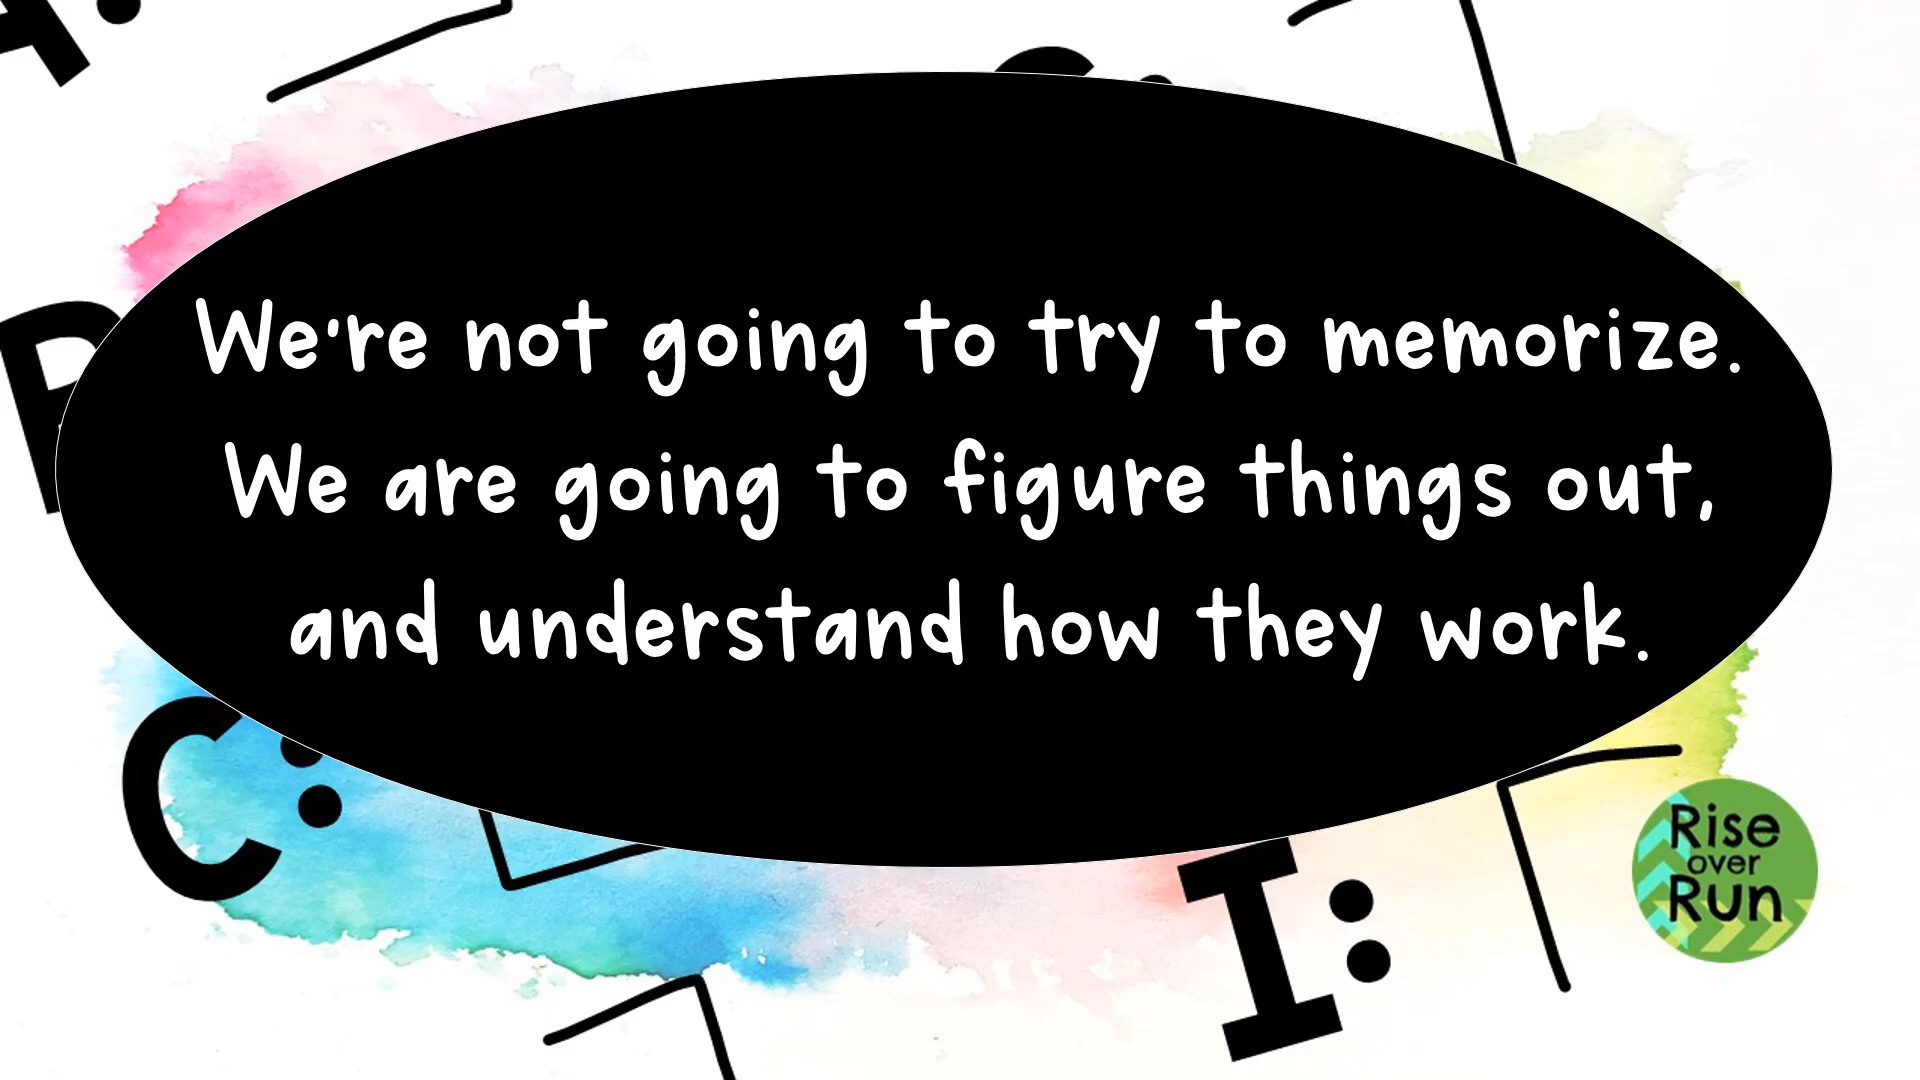 A:
C:
We're not going to try to memorize.
B
We are going to figure things out,
and understand how they work.
C:
I:
Rise
over
Run